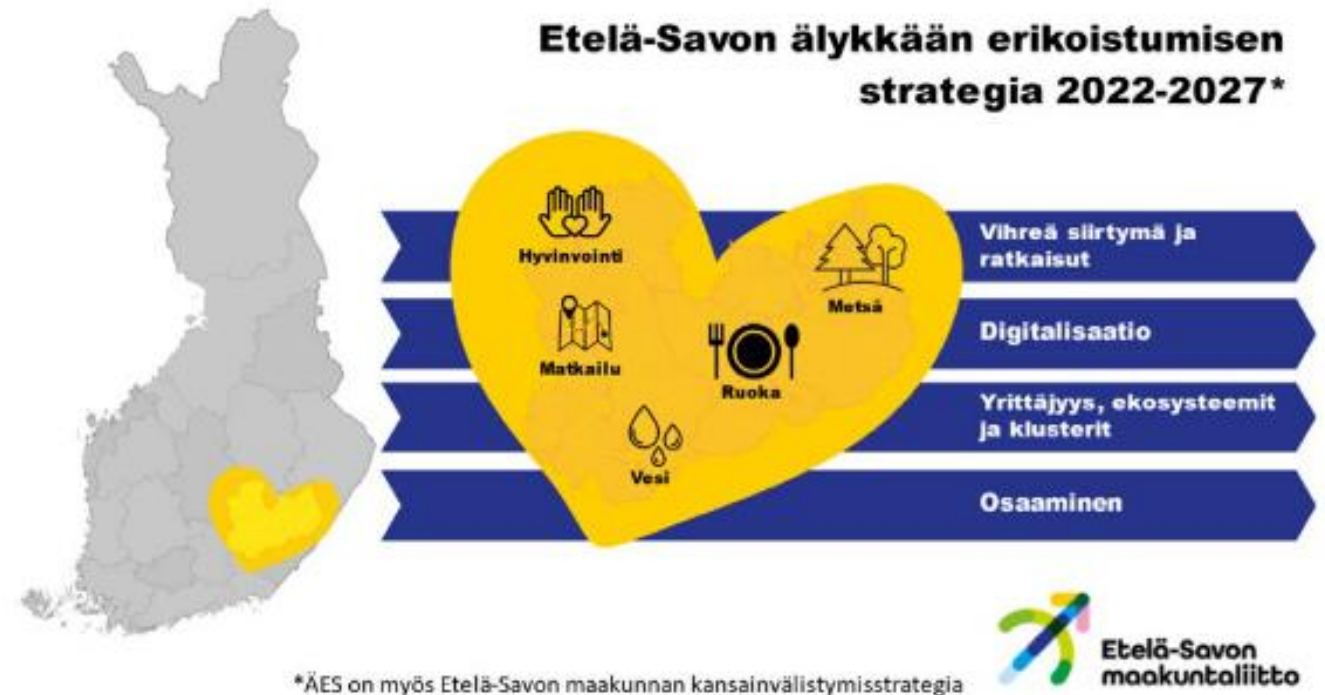 Etelä-Savon älykkään erikoistumisen
strategia 2022-2027*
Hyvinvointi
Matkailu
Vesi
Ruoka
Metsä
Vihreä siirtymä ja
ratkaisut
Digitalisaatio
Yrittäjyys, ekosysteemit
ja klusterit
Osaaminen
*ÄES on myös Etelä-Savon maakunnan kansainvälistymisstrategia
Etelä-Savon
maakuntaliitto